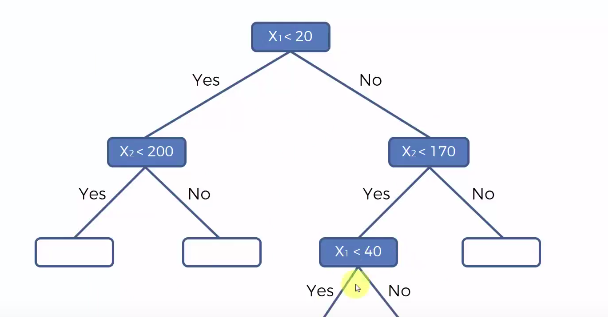 X₁ < 20
Yes
No
X₂ < 200
X₂ < 170
Yes
No
Yes
No
X₁ < 40
Yes
No